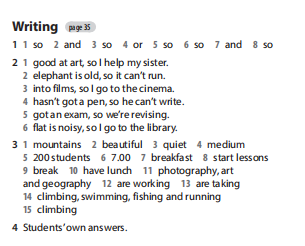 Writing page 35
1 1 so 2 and 3 so 4 or 5 so 6 so 7 and 8 so
2 1 good at art, so I help my sister.
2 elephant is old, so it can't run.
3 into films, so I go to the cinema.
4 hasn't got a pen, so he can't write.
5 got an exam, so we're revising.
6 flat is noisy, so I go to the library.
3 1 mountains 2 beautiful 3 quiet 4 medium
5 200 students 6 7.00 7 breakfast 8 start lessons
9 break 10 have lunch 11 photography, art
and geography 12 are working 13 are taking
14 climbing, swimming, fishing and running
15 climbing
4 Students' own answers.